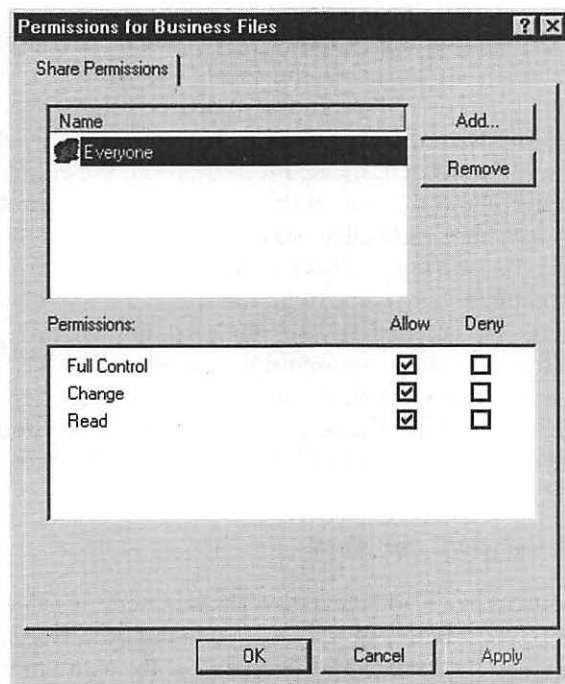 Permissions for Business Files
Share Permissions
Name
Everyone
Add...
Remove
Permissions: Allow Deny
Full Control
Change
Read
OK Cancel Apply